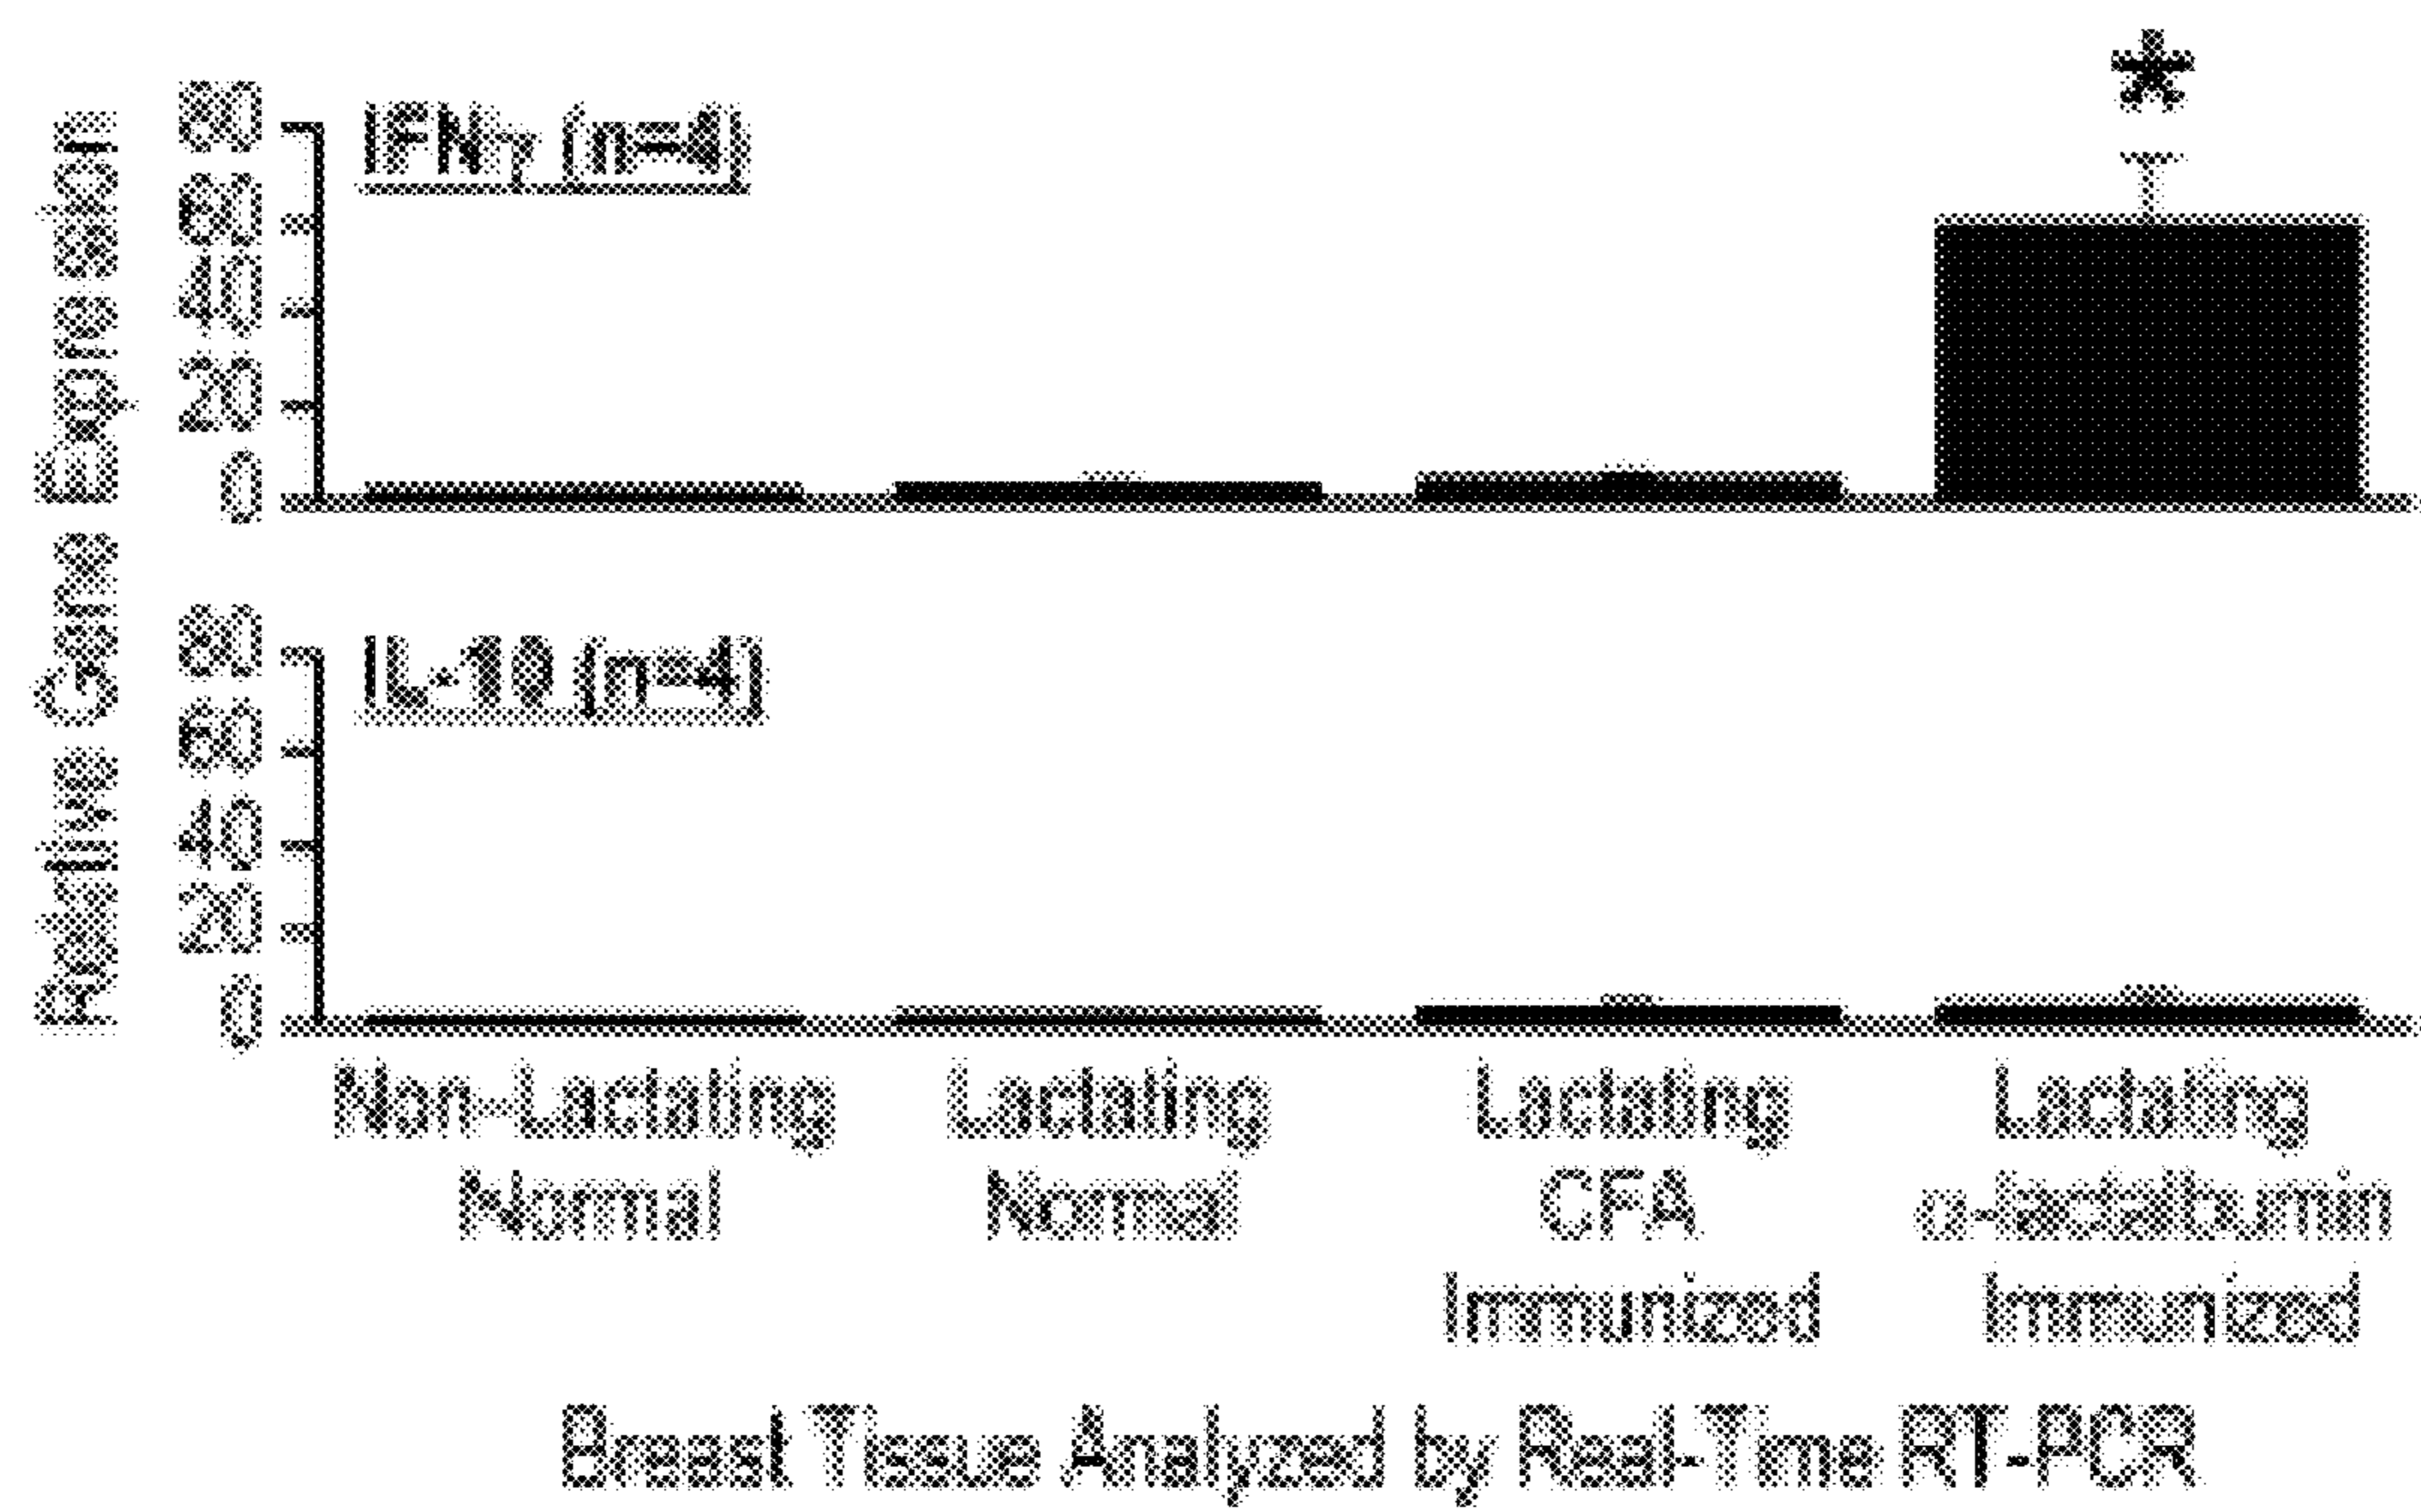 Relative Gene Expression
*
80
IFNγ (n=4)
60
40
20
0
80
IL-10 (n=4)
60
40
20
0
Non-Lactating Lactating Lactating Lactating
Normal Normal CFA α-lactalbumin
Immunized Immunized
Breast Tissue Analyzed by Real-Time RT-PCR